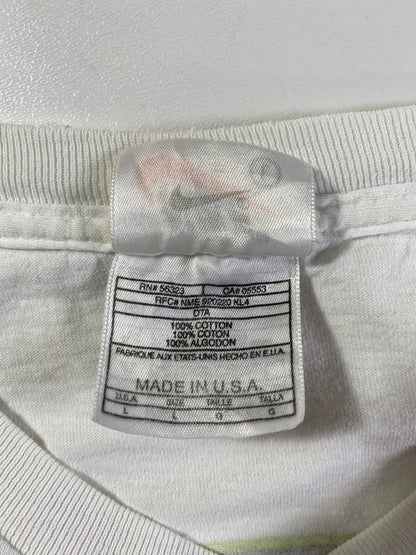 RN# 56323 CA# 05553
RFC# NME 920220 KL4
DTA
100% COTTON
100% COTON
100% ALGODON
FABRIQUE AUX ETATS-UNIS HECHO EN E.U.A.
MADE IN U.S.A.
U.S.A. SIZE TAILLE TALLA
L L G G